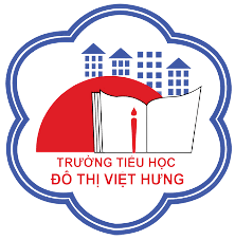 TRƯỜNG TIỂU HỌC
ĐÔ THỊ VIỆT HƯNG